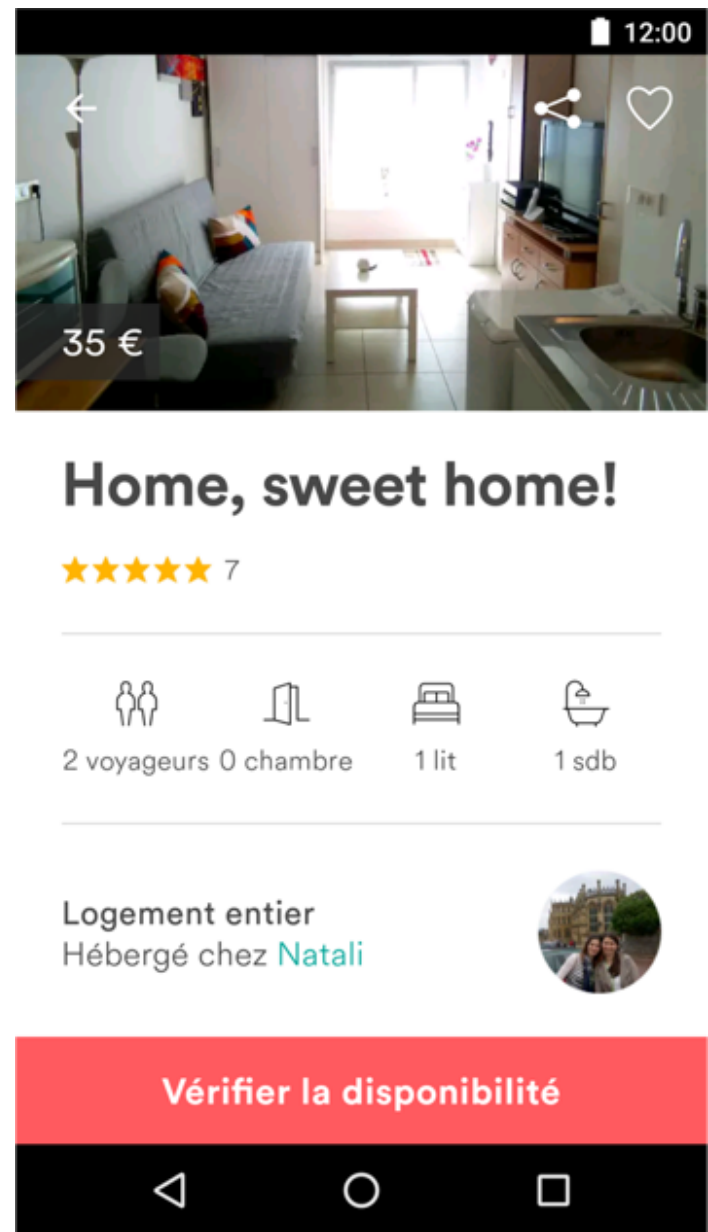 12:00
35 €
Home, sweet home!
7
2 voyageurs 0 chambre 1 lit 1 sdb
Logement entier
Hébergé chez Natali
Vérifier la disponibilité